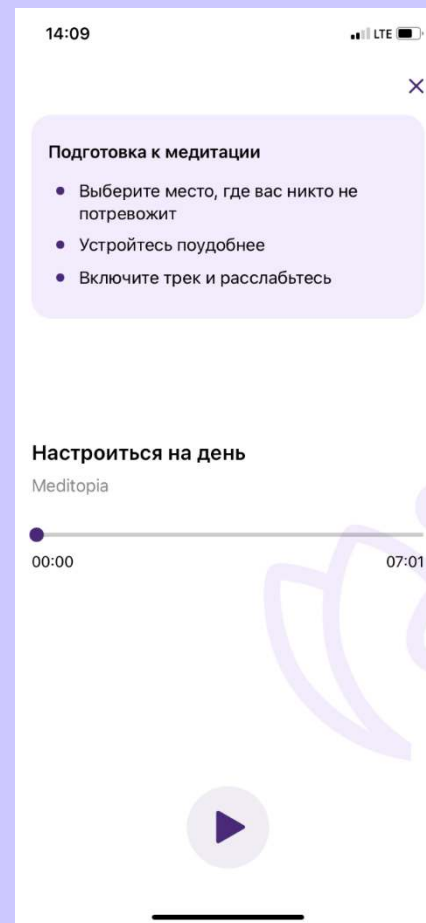 14:09
LTE
Подготовка к медитации
Выберите место, где вас никто не
потревожит
Устройтесь поудобнее
Включите трек и расслабьтесь
Настроиться на день
Meditopia
00:00 07:01